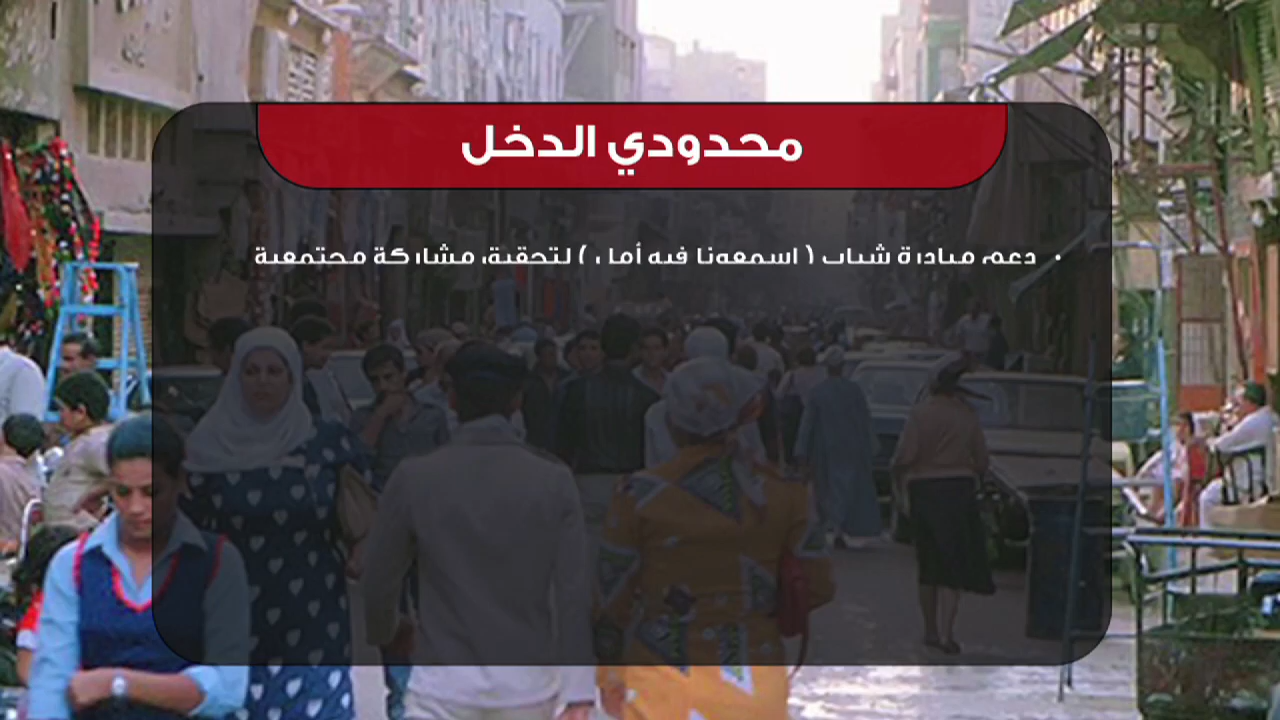 محدودي الدخل
• دعم مبادرة شباب ( اسمعونا فيه أمل ) لتحقيق مشاركة مجتمعية